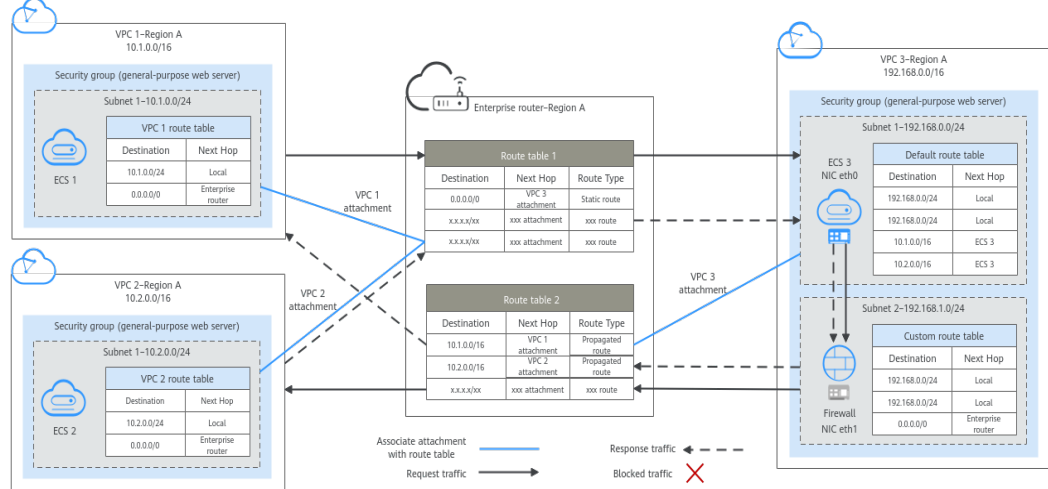 VPC 1–Region A
10.1.0.0/16
Security group (general-purpose web server)
Subnet 1–10.1.0.0/24
VPC 1 route table
Destination Next Hop
10.1.0.0/24 Local
0.0.0.0/0 Enterprise router
ECS 1
VPC 2–Region A
10.2.0.0/16
Security group (general-purpose web server)
Subnet 1–10.2.0.0/24
VPC 2 route table
Destination Next Hop
10.2.0.0/24 Local
0.0.0.0/0 Enterprise router
ECS 2
VPC 1
attachment
VPC 2
attachment
Enterprise router–Region A
Route table 1
Destination Next Hop Route Type
0.0.0.0/0 VPC 3 attachment Static route
x.x.x.x/xx xxx attachment xxx route
x.x.x.x/xx xxx attachment xxx route
Route table 2
Destination Next Hop Route Type
10.1.0.0/16 VPC 1 attachment Propagated route
10.2.0.0/16 VPC 2 attachment Propagated route
x.x.x.x/xx xxx attachment xxx route
VPC 3
attachment
VPC 3–Region A
192.168.0.0/16
Security group (general-purpose web server)
Subnet 1–192.168.0.0/24
ECS 3
NIC eth0
Default route table
Destination Next Hop
192.168.0.0/24 Local
192.168.0.0/24 Local
10.1.0.0/16 ECS 3
10.2.0.0/16 ECS 3
Subnet 2–192.168.1.0/24
Custom route table
Destination Next Hop
192.168.0.0/24 Local
192.168.0.0/24 Local
0.0.0.0/0 Enterprise router
Firewall
NIC eth1
Associate attachment
with route table
Response traffic
Request traffic
Blocked traffic